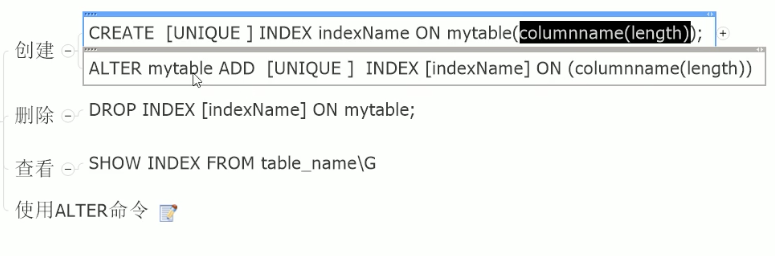 创建
CREATE [UNIQUE ] INDEX indexName ON mytable(columnname(length));
ALTER mytable ADD [UNIQUE ] INDEX [indexName] ON (columnname(length))
删除
DROP INDEX [indexName] ON mytable;
查看
SHOW INDEX FROM table_name\G
使用ALTER命令